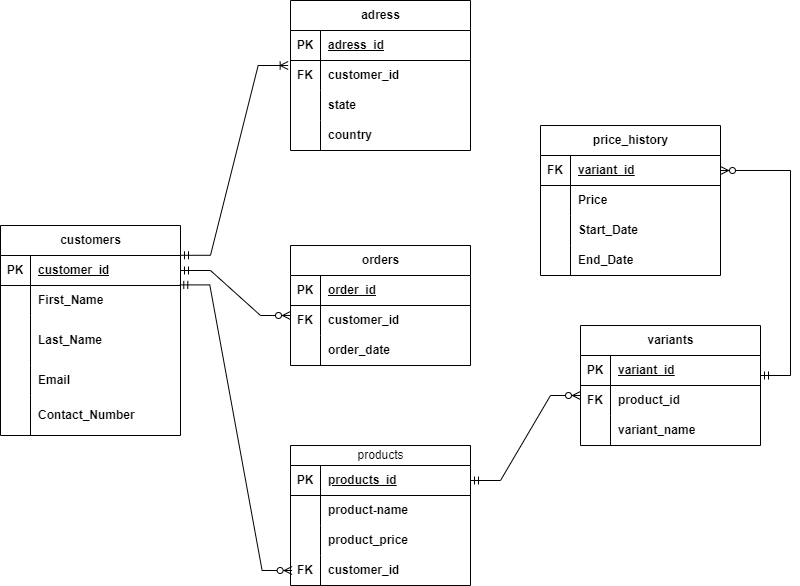 adress
PK adress_id
FK customer_id
state
country
price_history
FK variant_id
Price
Start_Date
End_Date
customers
PK customer_id
First_Name
Last_Name
Email
Contact_Number
orders
PK order_id
FK customer_id
order_date
variants
PK variant_id
FK product_id
variant_name
products
PK products_id
product-name
product_price
FK customer_id